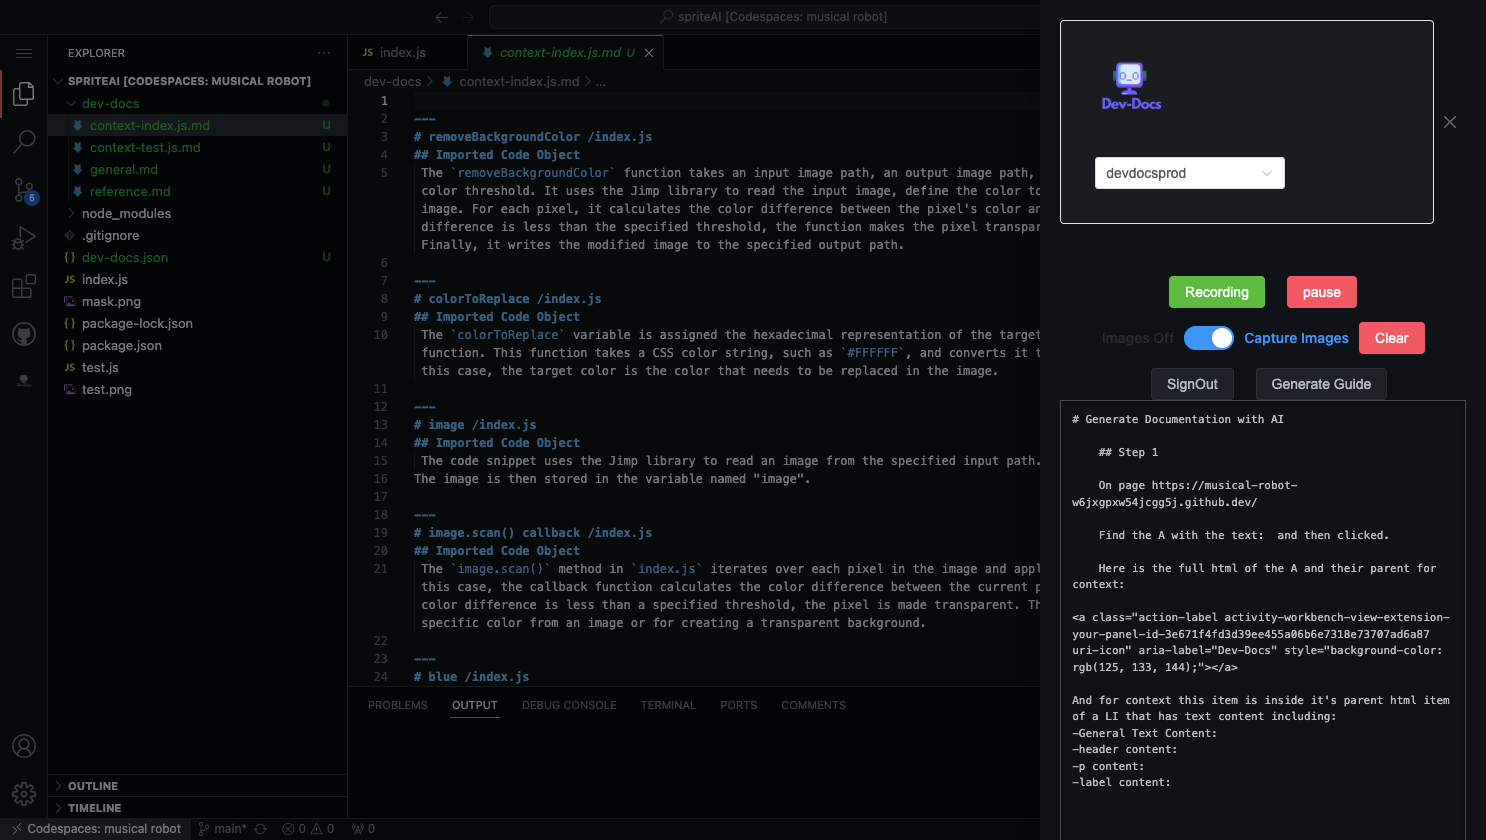 spriteAI [Codespaces: musical robot]
EXPLORER
SPRITEAI [CODESPACES: MUSICAL ROBOT]
dev-docs
context-index.js.md U
context-test.js.md U
general.md U
reference.md U
node_modules
.gitignore
dev-docs.json U
JS index.js
mask.png
package-lock.json
package.json
JS test.js
test.png
5
OUTLINE
TIMELINE
JS index.js
context-index.js.md U
dev-docs > context-index.js.md > ...
1
2 ---
3 # removeBackgroundColor /index.js
4 ## Imported Code Object
5 The `removeBackgroundColor` function takes an input image path, an output image path,
color threshold. It uses the Jimp library to read the input image, define the color to
image. For each pixel, it calculates the color difference between the pixel's color an
difference is less than the specified threshold, the function makes the pixel transpar
Finally, it writes the modified image to the specified output path.
6
7 ---
8 # colorToReplace /index.js
9 ## Imported Code Object
10 The `colorToReplace` variable is assigned the hexadecimal representation of the target
function. This function takes a CSS color string, such as `#FFFFFF`, and converts it t
this case, the target color is the color that needs to be replaced in the image.
11
12 ---
13 # image /index.js
14 ## Imported Code Object
15 The code snippet uses the Jimp library to read an image from the specified input path.
16 The image is then stored in the variable named "image".
17
18 ---
19 # image.scan() callback /index.js
20 ## Imported Code Object
21 The `image.scan()` method in `index.js` iterates over each pixel in the image and appl
this case, the callback function calculates the color difference between the current p
color difference is less than a specified threshold, the pixel is made transparent. Th
specific color from an image or for creating a transparent background.
22
23 ---
24 # blue /index.js
PROBLEMS OUTPUT DEBUG CONSOLE TERMINAL PORTS COMMENTS
Codespaces: musical robot main* 0 0 0
Dev-Docs
devdocsprod
Recording pause
Images Off Capture Images Clear
SignOut Generate Guide
# Generate Documentation with AI
## Step 1
On page https://musical-robot-
w6jxgpxw54jcgg5j.github.dev/
Find the A with the text:  and then clicked.
Here is the full html of the A and their parent for
context:
<a class="action-label activity-workbench-view-extension-
your-panel-id-3e671f4fd3d39ee455a06b6e7318e73707ad6a87
uri-icon" aria-label="Dev-Docs" style="background-color:
rgb(125, 133, 144);"></a>
And for context this item is inside it's parent html item
of a LI that has text content including:
-General Text Content:
-header content:
-p content:
-label content: